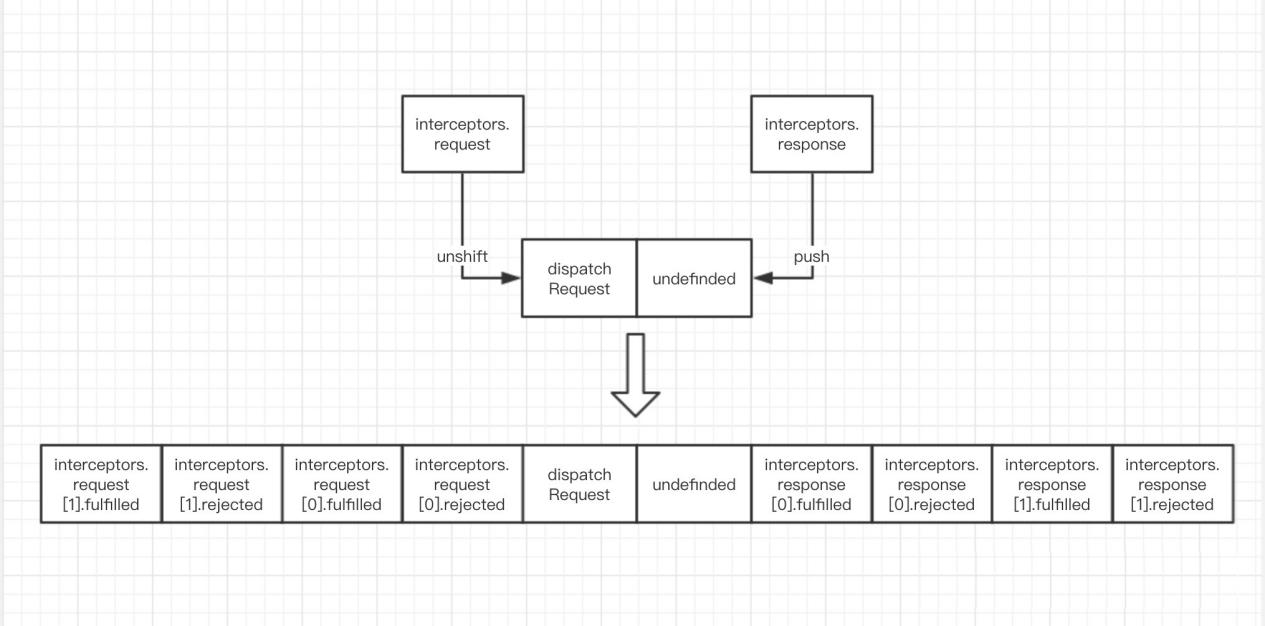 interceptors.
request
interceptors.
response
unshift
push
dispatch
Request
undefinded
interceptors.
request
[1].fulfilled
interceptors.
request
[1].rejected
interceptors.
request
[0].fulfilled
interceptors.
request
[0].rejected
dispatch
Request
undefinded
interceptors.
response
[0].fulfilled
interceptors.
response
[0].rejected
interceptors.
response
[1].fulfilled
interceptors.
response
[1].rejected